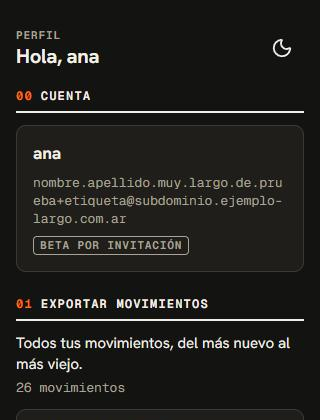 PERFIL
Hola, ana
00 CUENTA
ana
nombre.apellido.muy.largo.de.pru
eba+etiqueta@subdominio.ejemplo-
largo.com.ar
BETA POR INVITACIÓN
01 EXPORTAR MOVIMIENTOS
Todos tus movimientos, del más nuevo al
más viejo.
26 movimientos